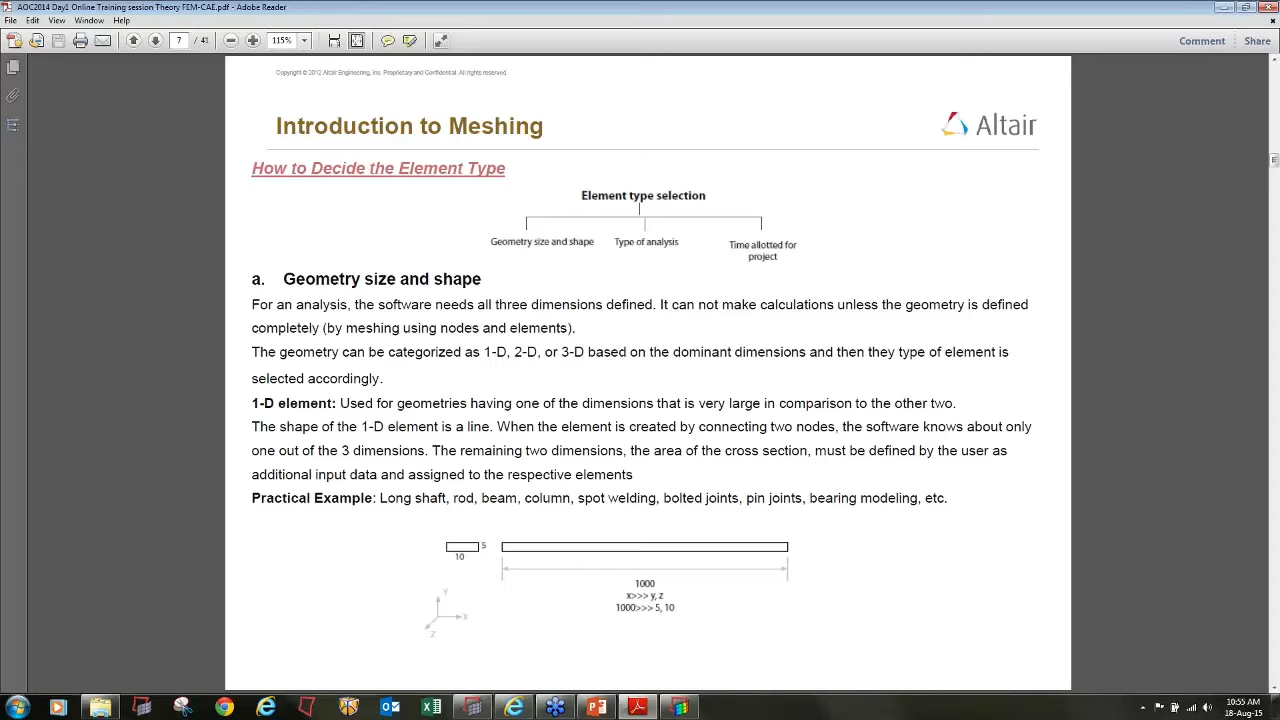 AOC2014 Day1 Online Training session Theory FEM-CAE.pdf - Adobe Reader
File Edit View Window Help
7 / 41 115%
Comment Share
Copyright © 2012 Altair Engineering, Inc. Proprietary and Confidential. All rights reserved.
Introduction to Meshing
Altair
How to Decide the Element Type
Element type selection
Geometry size and shape Type of analysis Time allotted for
project
a. Geometry size and shape
For an analysis, the software needs all three dimensions defined. It can not make calculations unless the geometry is defined
completely (by meshing using nodes and elements).
The geometry can be categorized as 1-D, 2-D, or 3-D based on the dominant dimensions and then they type of element is
selected accordingly.
1-D element: Used for geometries having one of the dimensions that is very large in comparison to the other two.
The shape of the 1-D element is a line. When the element is created by connecting two nodes, the software knows about only
one out of the 3 dimensions. The remaining two dimensions, the area of the cross section, must be defined by the user as
additional input data and assigned to the respective elements
Practical Example: Long shaft, rod, beam, column, spot welding, bolted joints, pin joints, bearing modeling, etc.
5
10
1000
x>>> y, z
1000>>> 5, 10
Y
X
Z
10:55 AM
18-Aug-15